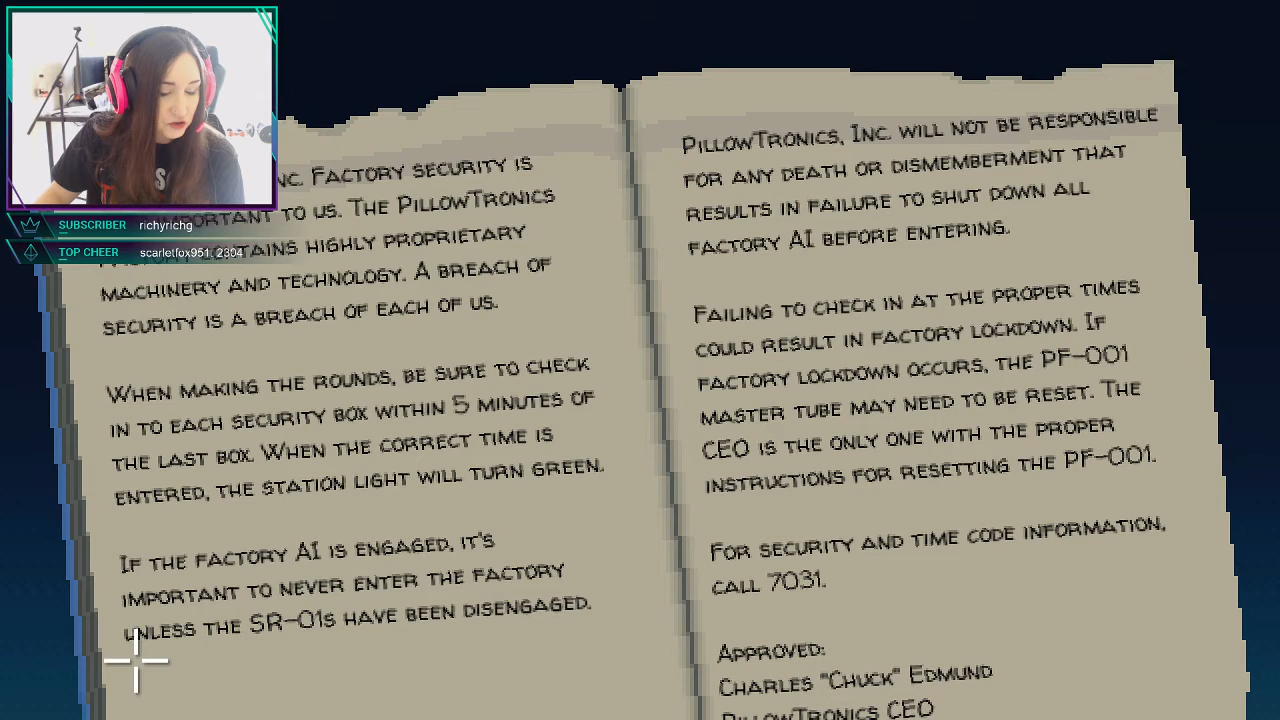 SUBSCRIBER richyrichg
TOP CHEER scarletfox951: 2304
NC. FACTORY SECURITY IS
IMPORTANT TO US. THE PILLOWTRONICS
CONTAINS HIGHLY PROPRIETARY
MACHINERY AND TECHNOLOGY. A BREACH OF
SECURITY IS A BREACH OF EACH OF US.
WHEN MAKING THE ROUNDS, BE SURE TO CHECK
IN TO EACH SECURITY BOX WITHIN 5 MINUTES OF
THE LAST BOX. WHEN THE CORRECT TIME IS
ENTERED, THE STATION LIGHT WILL TURN GREEN.
IF THE FACTORY AI IS ENGAGED, IT'S
IMPORTANT TO NEVER ENTER THE FACTORY
UNLESS THE SR-01S HAVE BEEN DISENGAGED.
PILLOWTRONICS, INC. WILL NOT BE RESPONSIBLE
FOR ANY DEATH OR DISMEMBERMENT THAT
RESULTS IN FAILURE TO SHUT DOWN ALL
FACTORY AI BEFORE ENTERING.
FAILING TO CHECK IN AT THE PROPER TIMES
COULD RESULT IN FACTORY LOCKDOWN. IF
FACTORY LOCKDOWN OCCURS, THE PF-001
MASTER TUBE MAY NEED TO BE RESET. THE
CEO IS THE ONLY ONE WITH THE PROPER
INSTRUCTIONS FOR RESETTING THE PF-001.
FOR SECURITY AND TIME CODE INFORMATION,
CALL 7031.
APPROVED:
CHARLES "CHUCK" EDMUND
PILLOWTRONICS CEO